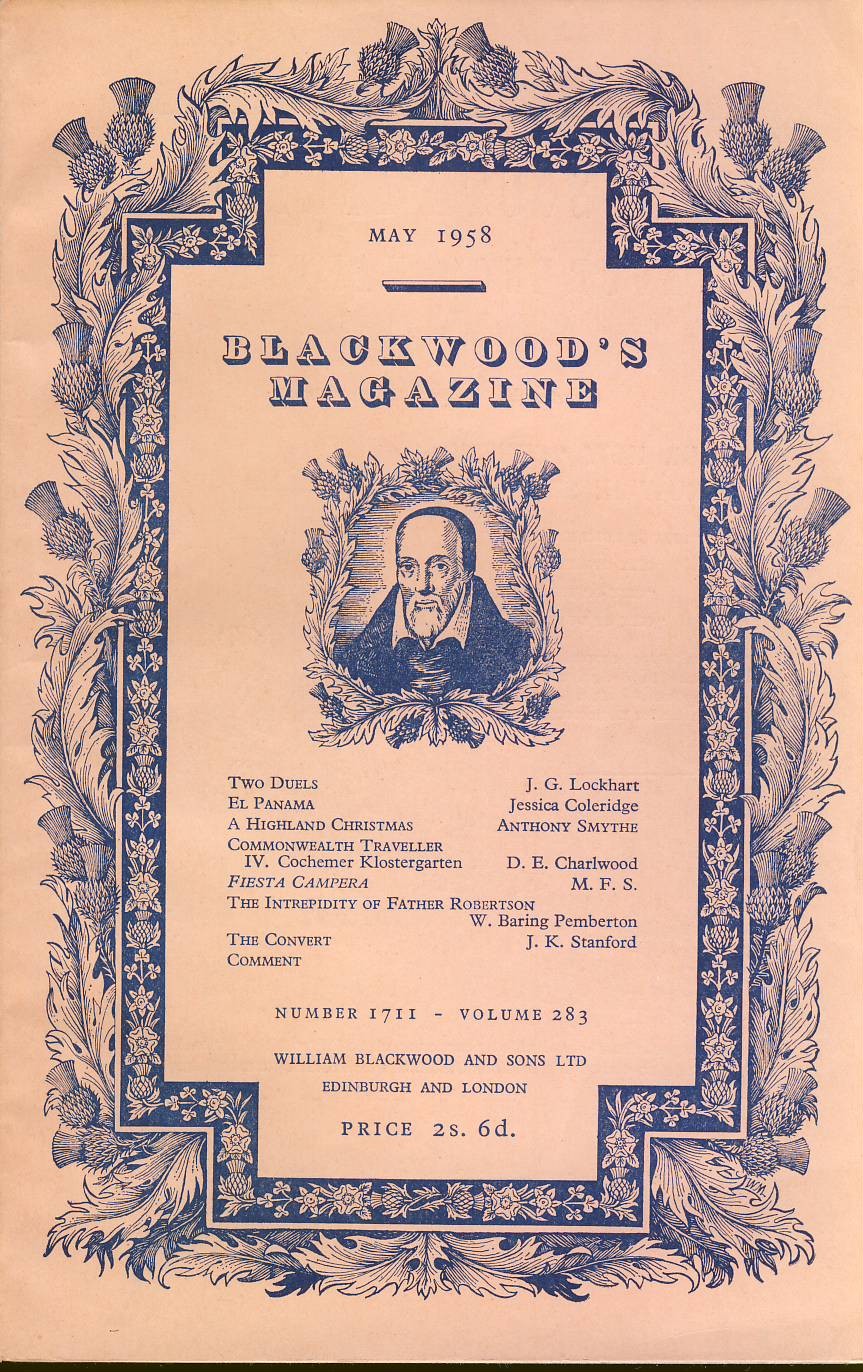 MAY 1958
BLACKWOOD'S
MAGAZINE
TWO DUELS J. G. Lockhart
EL PANAMA Jessica Coleridge
A HIGHLAND CHRISTMAS ANTHONY SMYTHE
COMMONWEALTH TRAVELLER
IV. Cochemer Klostergarten D. E. Charlwood
FIESTA CAMPERA M. F. S.
THE INTREPIDITY OF FATHER ROBERTSON
W. Baring Pemberton
THE CONVERT J. K. Stanford
COMMENT
NUMBER 1711 - VOLUME 283
WILLIAM BLACKWOOD AND SONS LTD
EDINBURGH AND LONDON
PRICE 2s. 6d.